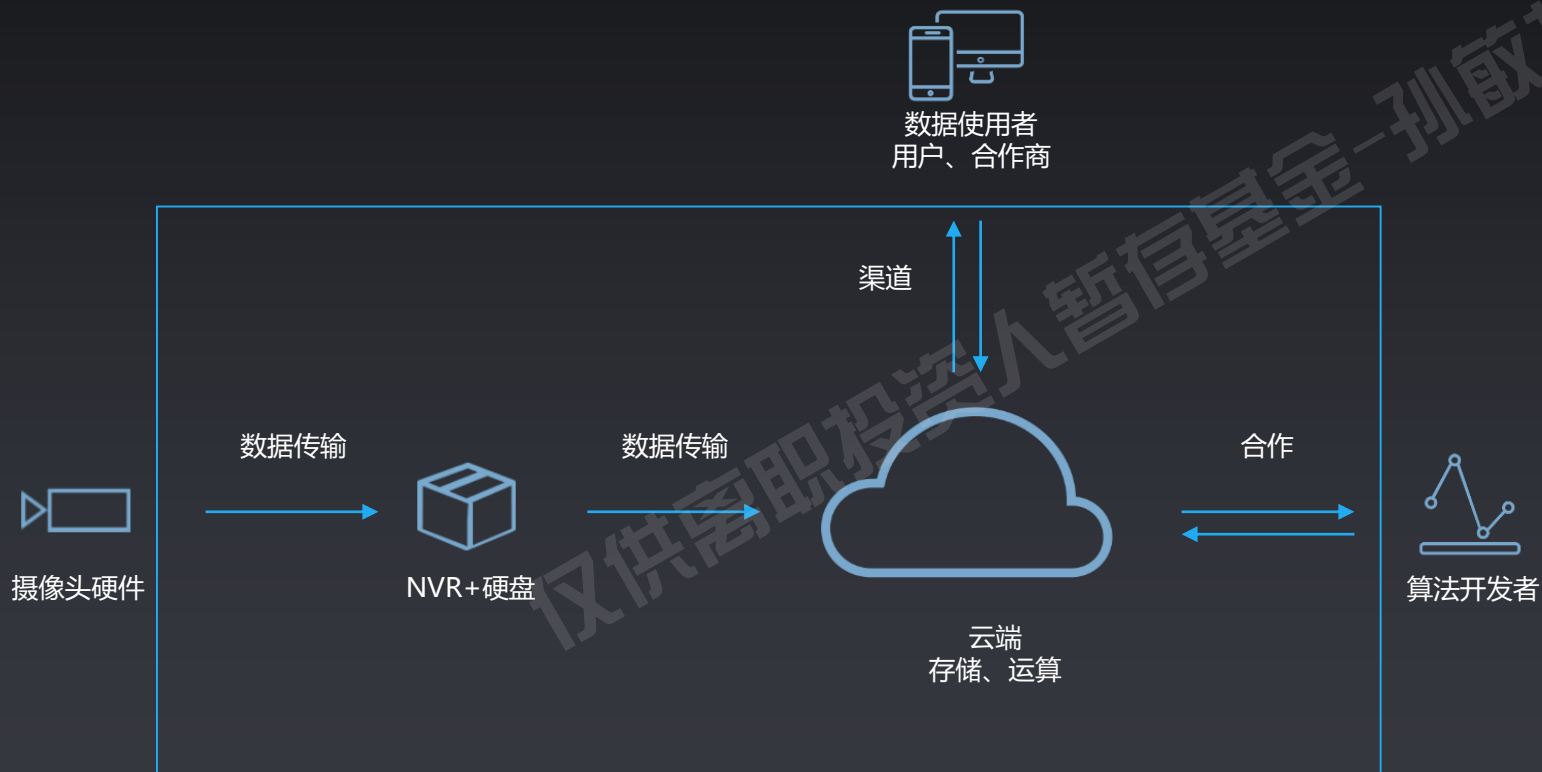 数据使用者
用户、合作商
渠道
数据传输
数据传输
合作
摄像头硬件
NVR+硬盘
算法开发者
云端
存储、运算
仅供离职投资人暂存基金-孙敏